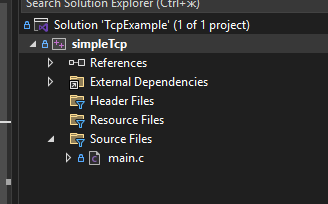 Search Solution Explorer (Ctrl+ж)
Solution 'TcpExample' (1 of 1 project)
simpleTcp
References
External Dependencies
Header Files
Resource Files
Source Files
main.c